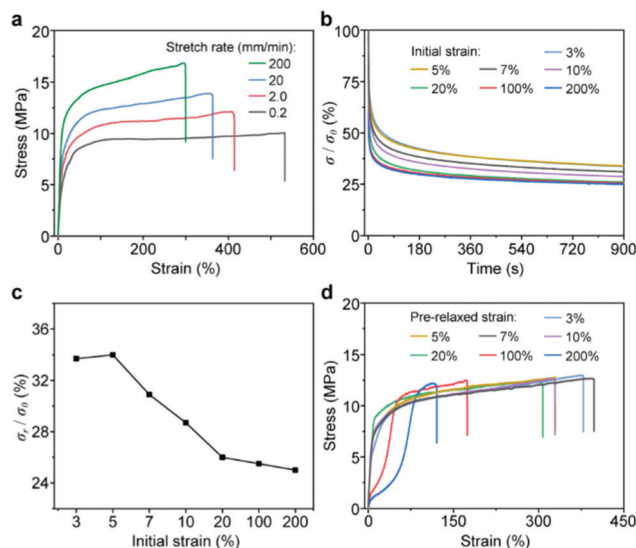 a
Stretch rate (mm/min):
200
20
2.0
0.2
Stress (MPa)
20
15
10
5
0
0 200 400 600
Strain (%)
b
Initial strain: 3%
5% 7% 10%
20% 100% 200%
σ / σ₀ (%)
100
75
50
25
0
0 180 360 540 720 900
Time (s)
c
σᵣ / σ₀ (%)
36
32
28
24
3 5 7 10 20 100 200
Initial strain (%)
d
Pre-relaxed strain: 3%
5% 7% 10%
20% 100% 200%
Stress (MPa)
20
15
10
5
0
0 150 300 450
Strain (%)